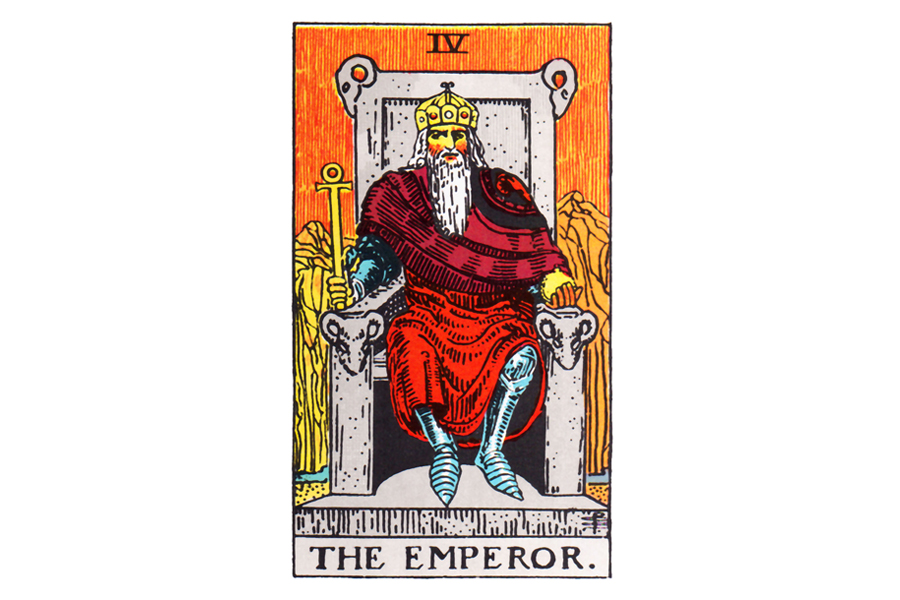 IV
THE EMPEROR.